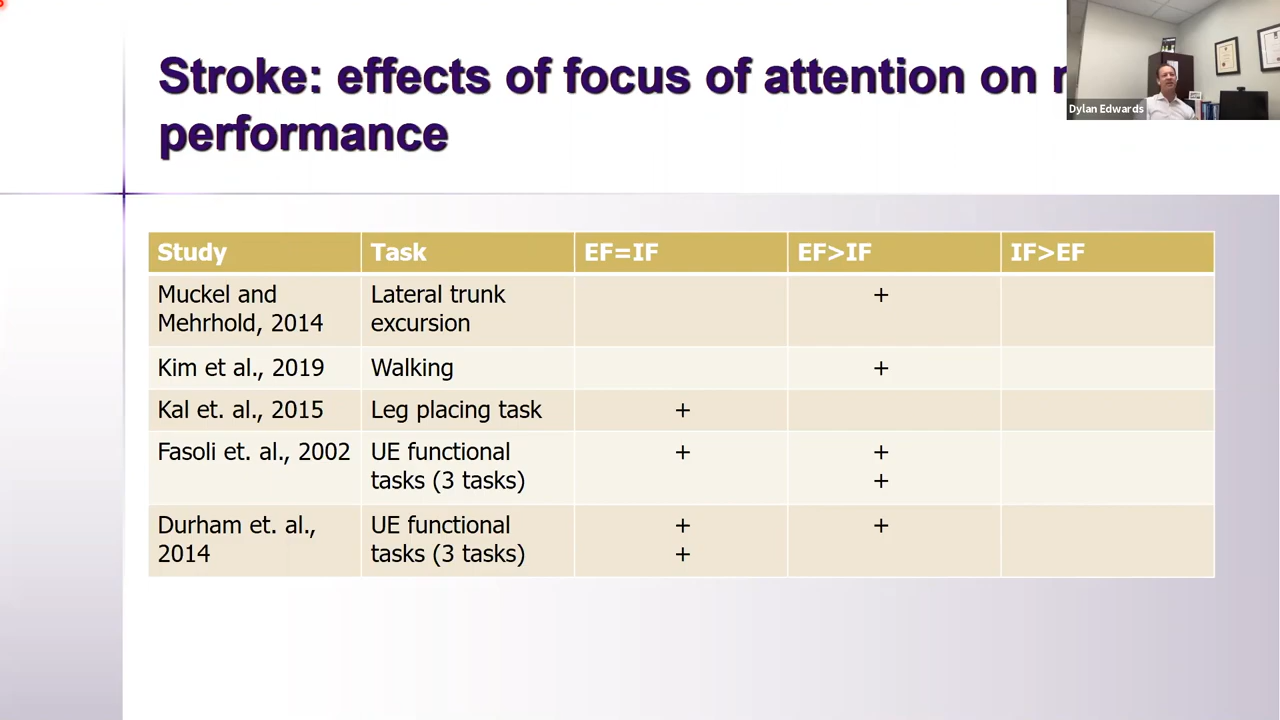 Stroke: effects of focus of attention on
performance
Dylan Edwards
Study Task EF=IF EF>IF IF>EF
Muckel and Lateral trunk +
Mehrhold, 2014 excursion
Kim et al., 2019 Walking +
Kal et. al., 2015 Leg placing task +
Fasoli et. al., 2002 UE functional + +
tasks (3 tasks) +
Durham et. al., UE functional + +
2014 tasks (3 tasks) +